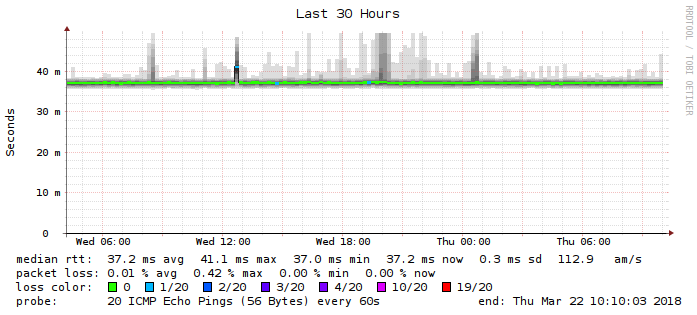 Last 30 Hours
RRDTOOL / TOBI OETIKER
Seconds
40 m
30 m
20 m
10 m
0
Wed 06:00 Wed 12:00 Wed 18:00 Thu 00:00 Thu 06:00
median rtt: 37.2 ms avg 41.1 ms max 37.0 ms min 37.2 ms now 0.3 ms sd 112.9 am/s
packet loss: 0.01 % avg 0.42 % max 0.00 % min 0.00 % now
loss color: 0 1/20 2/20 3/20 4/20 10/20 19/20
probe: 20 ICMP Echo Pings (56 Bytes) every 60s end: Thu Mar 22 10:10:03 2018